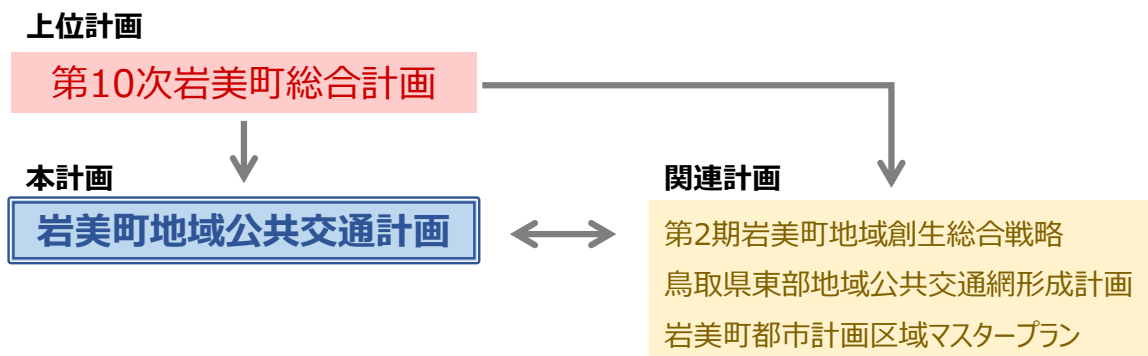 上位計画
第10次岩美町総合計画
本計画
岩美町地域公共交通計画
関連計画
第2期岩美町地域創生総合戦略
鳥取県東部地域公共交通網形成計画
岩美町都市計画区域マスタープラン